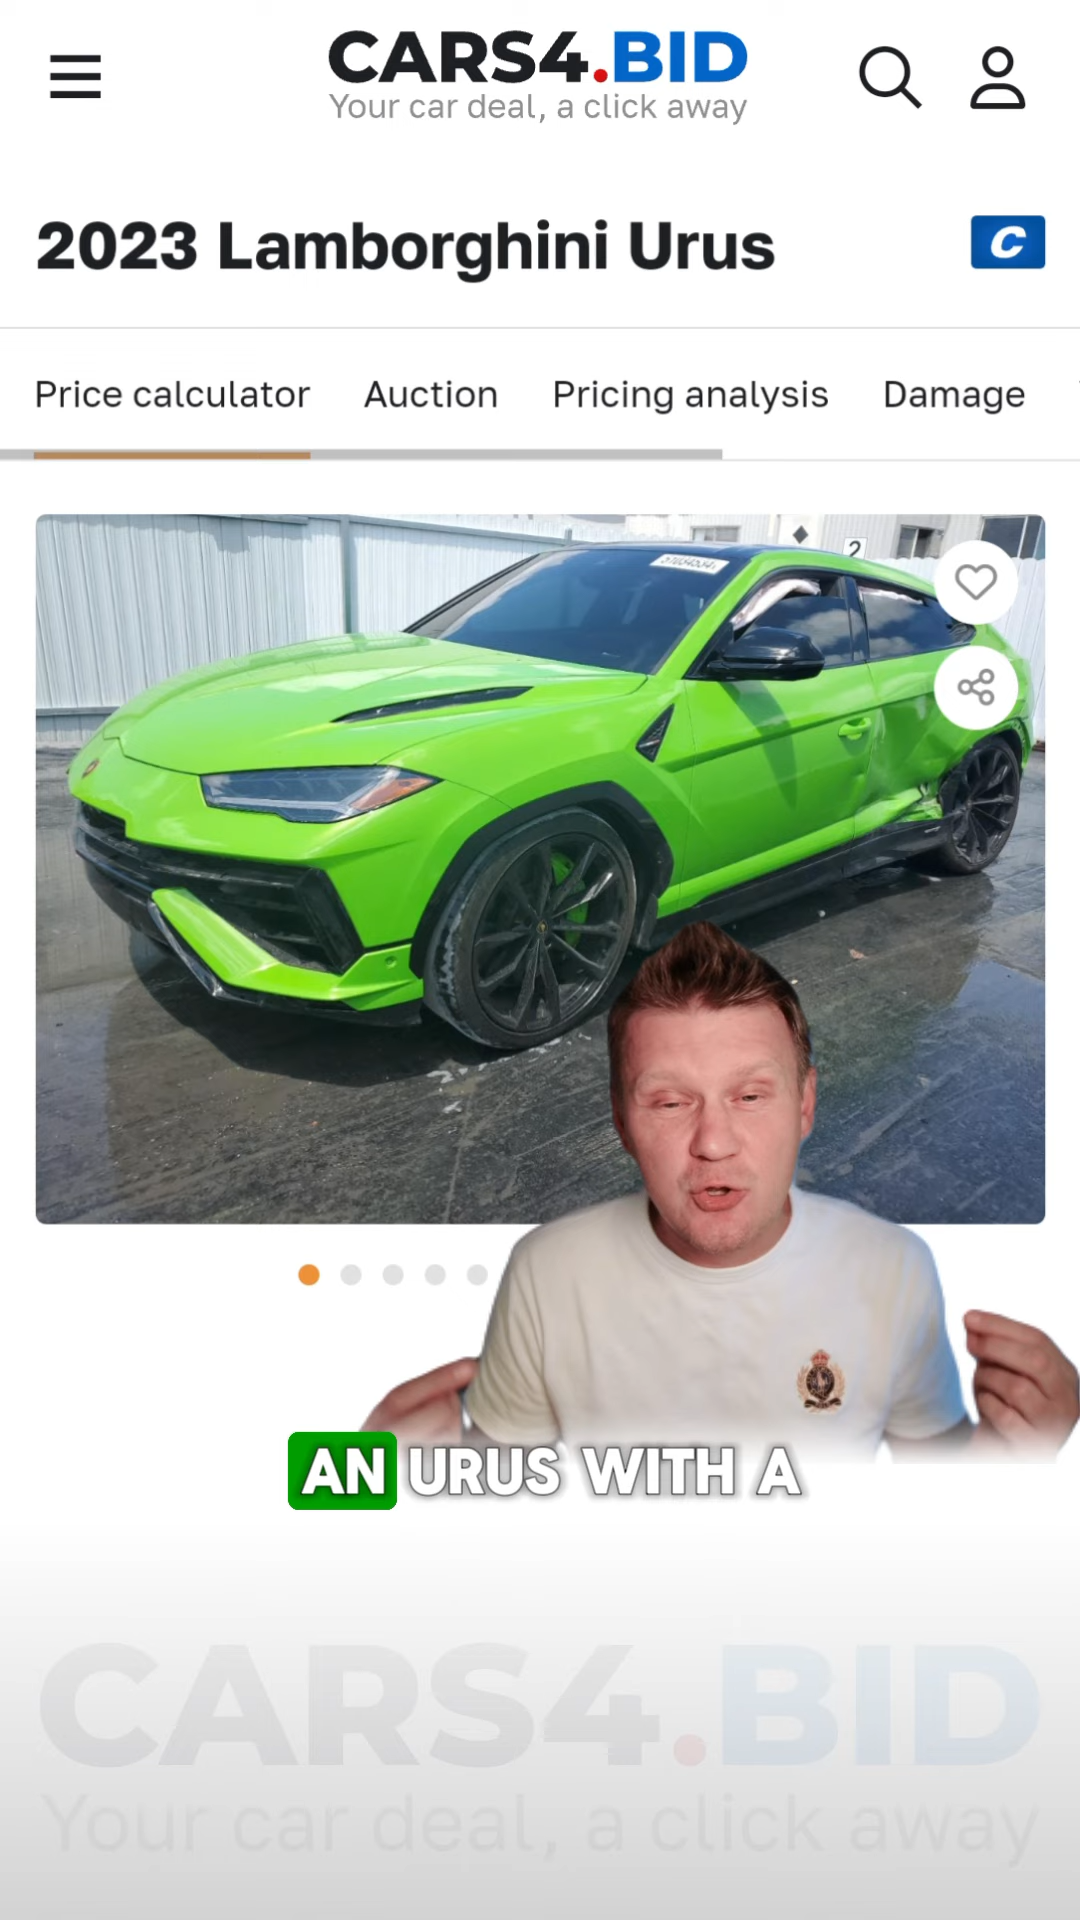 CARS4.BID
Your car deal, a click away
2023 Lamborghini Urus
C
Price calculator Auction Pricing analysis Damage
2
AN URUS WITH A
CARS4.BID
Your car deal, a click away